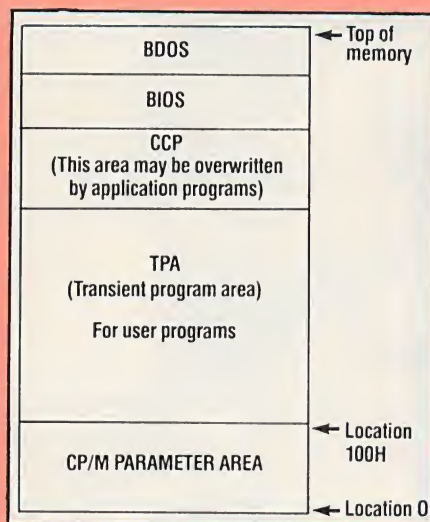 BDOS
← Top of
memory
BIOS
CCP
(This area may be overwritten
by application programs)
TPA
(Transient program area)
For user programs
← Location
100H
CP/M PARAMETER AREA
← Location 0